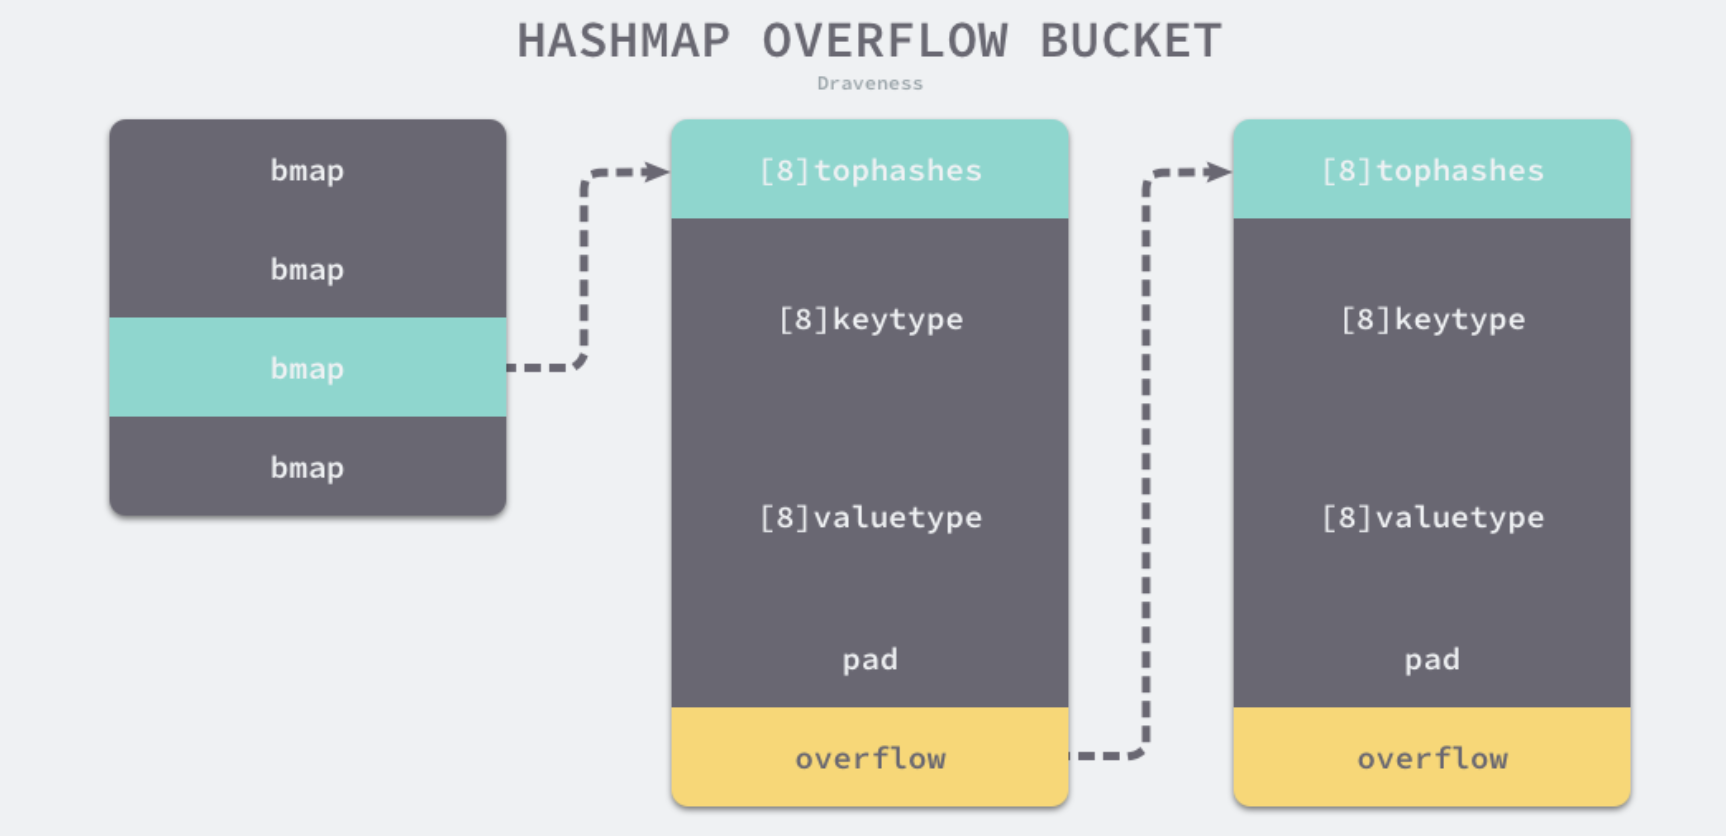 HASHMAP OVERFLOW BUCKET
Draveness
bmap
bmap
bmap
bmap
[8]tophashes
[8]keytype
[8]valuetype
pad
overflow
[8]tophashes
[8]keytype
[8]valuetype
pad
overflow